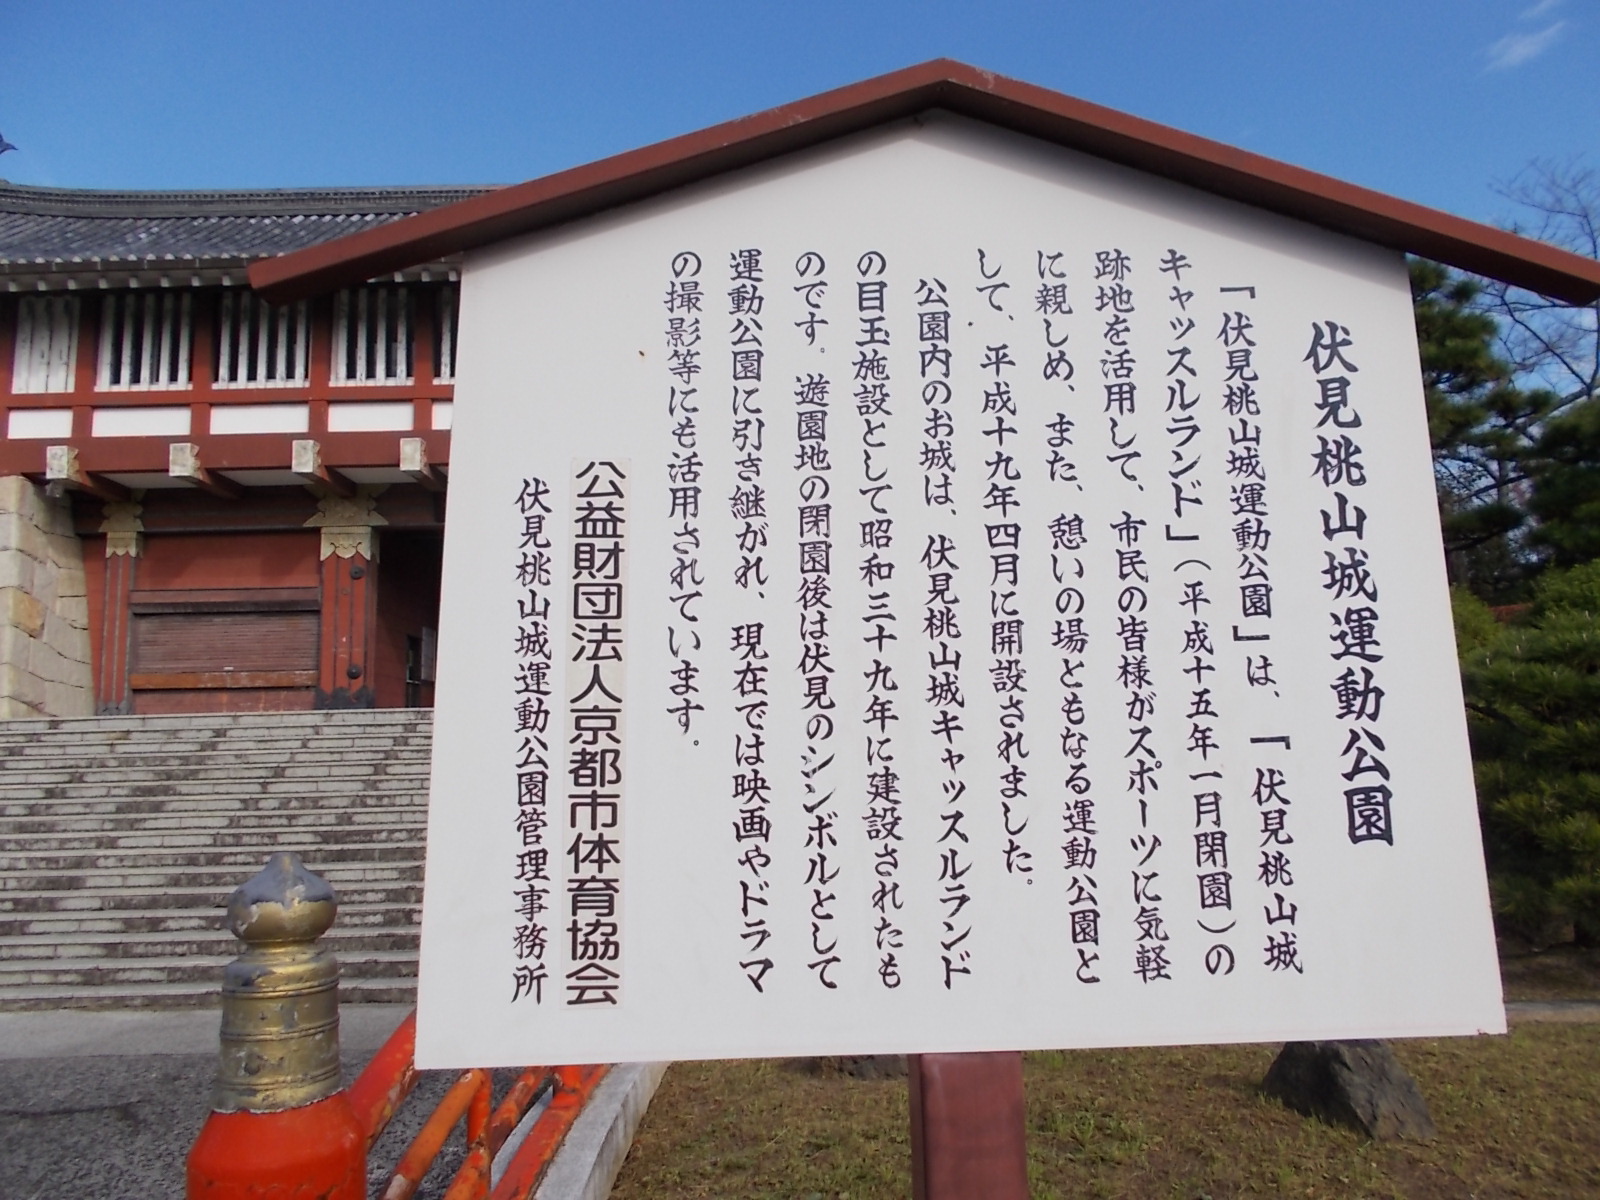 伏見桃山城運動公園
「伏見桃山城運動公園」は、「伏見桃山城
キャッスルランド」(平成十五年一月閉園)の
跡地を活用して、市民の皆様がスポーツに気軽
に親しめ、また、憩いの場ともなる運動公園と
して、平成十九年四月に開設されました。
公園内のお城は、伏見桃山城キャッスルランド
の目玉施設として昭和三十九年に建設されたも
のです。遊園地の閉園後は伏見のシンボルとして
運動公園に引き継がれ、現在では映画やドラマ
の撮影等にも活用されています。
公益財団法人京都市体育協会
伏見桃山城運動公園管理事務所